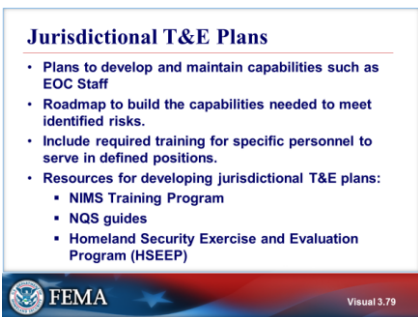 Jurisdictional T&E Plans
• Plans to develop and maintain capabilities such as
EOC Staff
• Roadmap to build the capabilities needed to meet
identified risks.
• Include required training for specific personnel to
serve in defined positions.
• Resources for developing jurisdictional T&E plans:
▪ NIMS Training Program
▪ NQS guides
▪ Homeland Security Exercise and Evaluation
Program (HSEEP)
FEMA
Visual 3.79